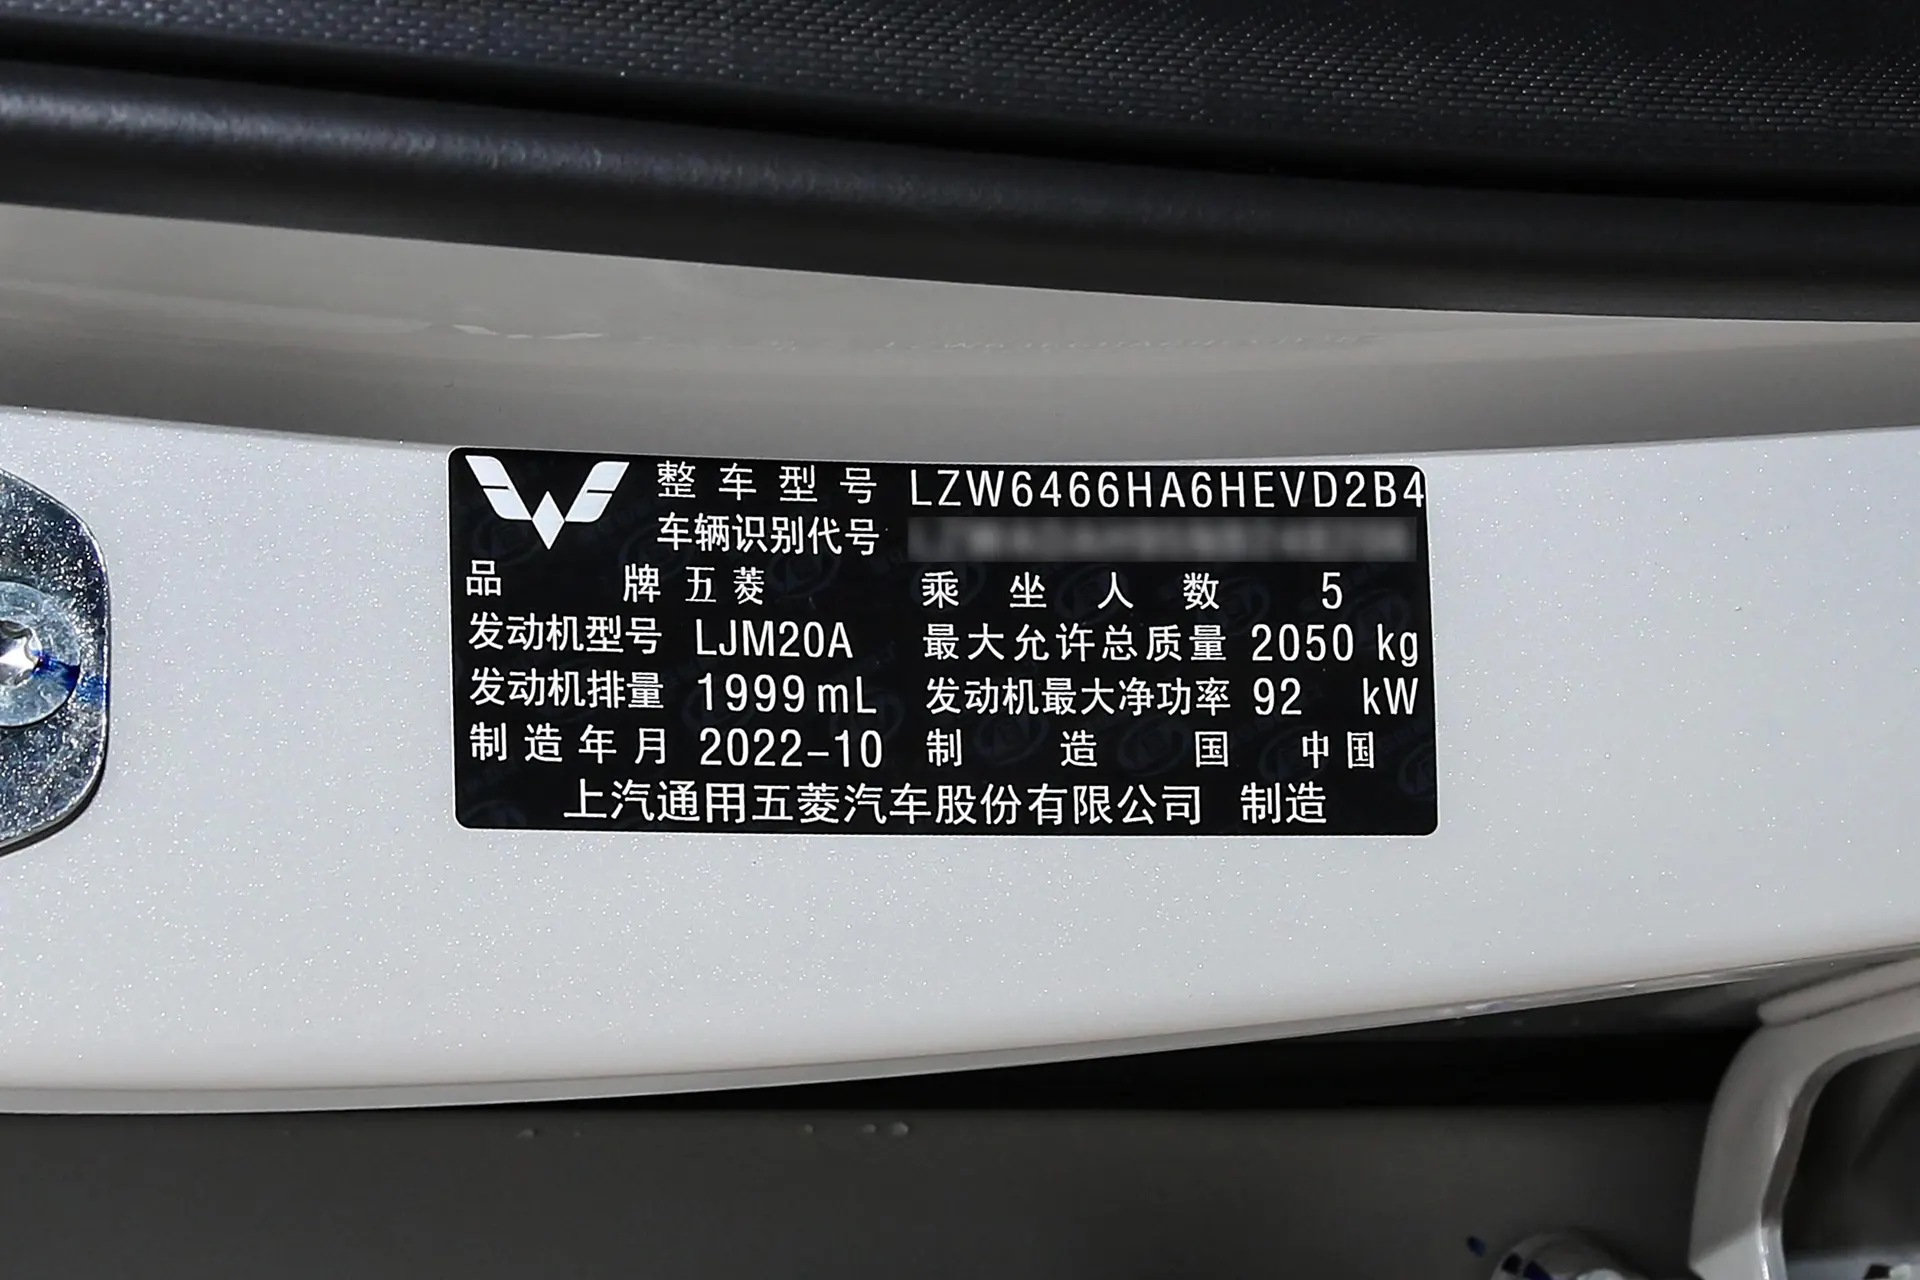 整车型号 LZW6466HA6HEVD2B4
车辆识别代号
品牌 五菱 乘坐人数 5
发动机型号 LJM20A 最大允许总质量 2050 kg
发动机排量 1999mL 发动机最大净功率 92 kW
制造年月 2022-10 制造国 中国
上汽通用五菱汽车股份有限公司 制造